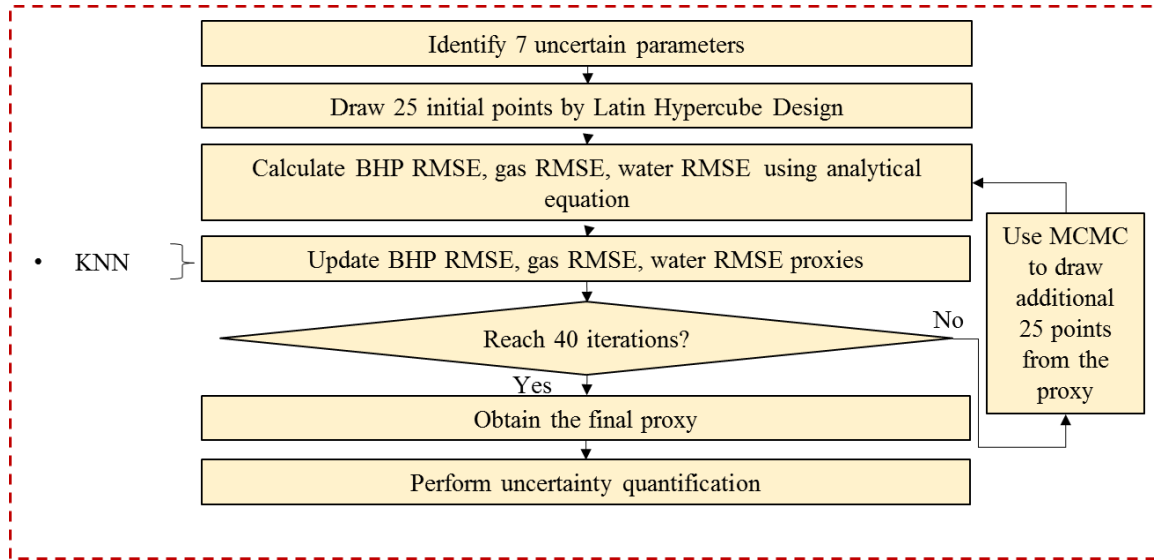 Identify 7 uncertain parameters
Draw 25 initial points by Latin Hypercube Design
Calculate BHP RMSE, gas RMSE, water RMSE using analytical
equation
• KNN
Update BHP RMSE, gas RMSE, water RMSE proxies
Reach 40 iterations?
No
Yes
Use MCMC
to draw
additional
25 points
from the
proxy
Obtain the final proxy
Perform uncertainty quantification